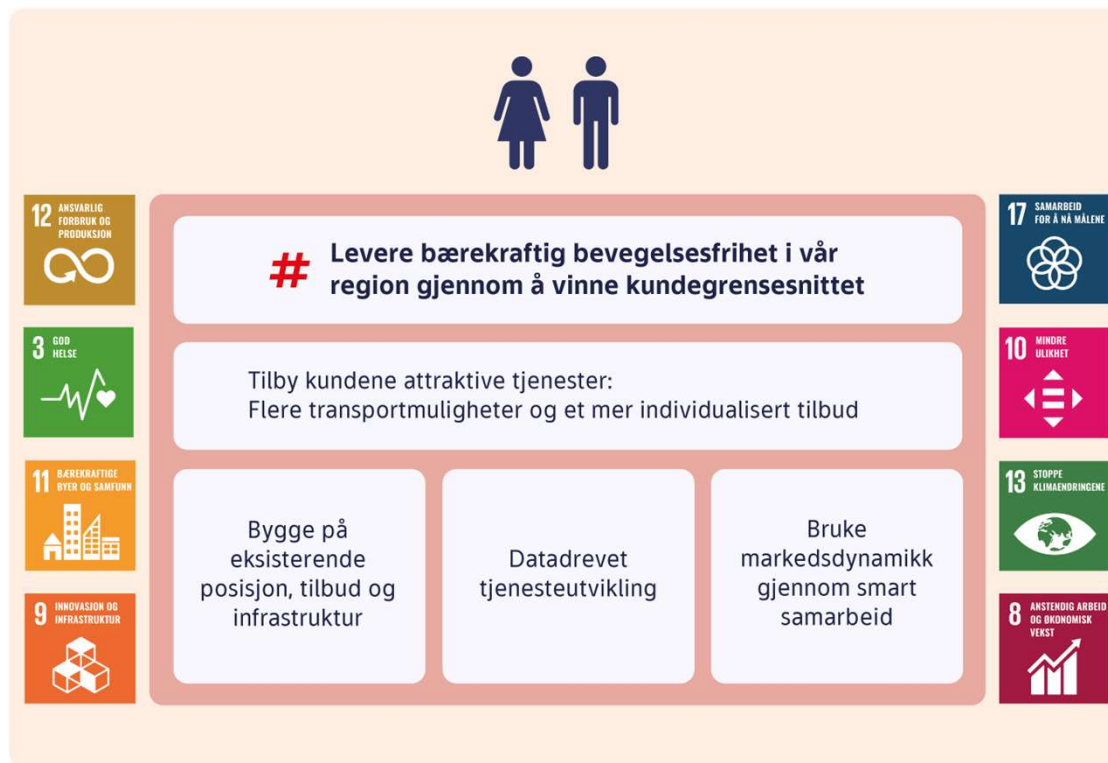 12 ANSVARLIG
FORBRUK OG
PRODUKSJON
3 GOD
HELSE
11 BÆREKRAFTIGE
BYER OG SAMFUNN
9 INNOVASJON OG
INFRASTRUKTUR
# Levere bærekraftig bevegelsesfrihet i vår
region gjennom å vinne kundegrensesnittet
Tilby kundene attraktive tjenester:
Flere transportmuligheter og et mer individualisert tilbud
Bygge på
eksisterende
posisjon, tilbud og
infrastruktur
Datadrevet
tjenesteutvikling
Bruke
markedsdynamikk
gjennom smart
samarbeid
17 SAMARBEID
FOR Å NÅ MÅLENE
10 MINDRE
ULIKHET
13 STOPPE
KLIMAENDRINGENE
8 ANSTENDIG ARBEID
OG ØKONOMISK
VEKST